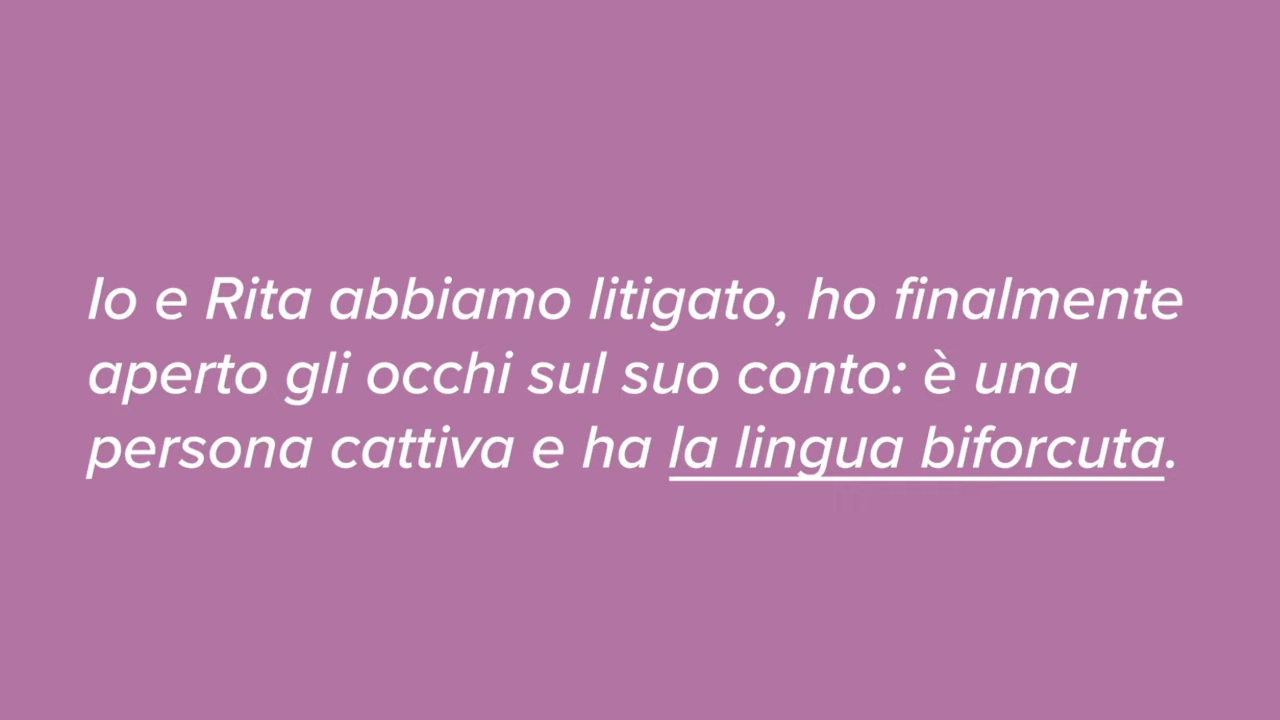 Io e Rita abbiamo litigato, ho finalmente
aperto gli occhi sul suo conto: è una
persona cattiva e ha la lingua biforcuta.